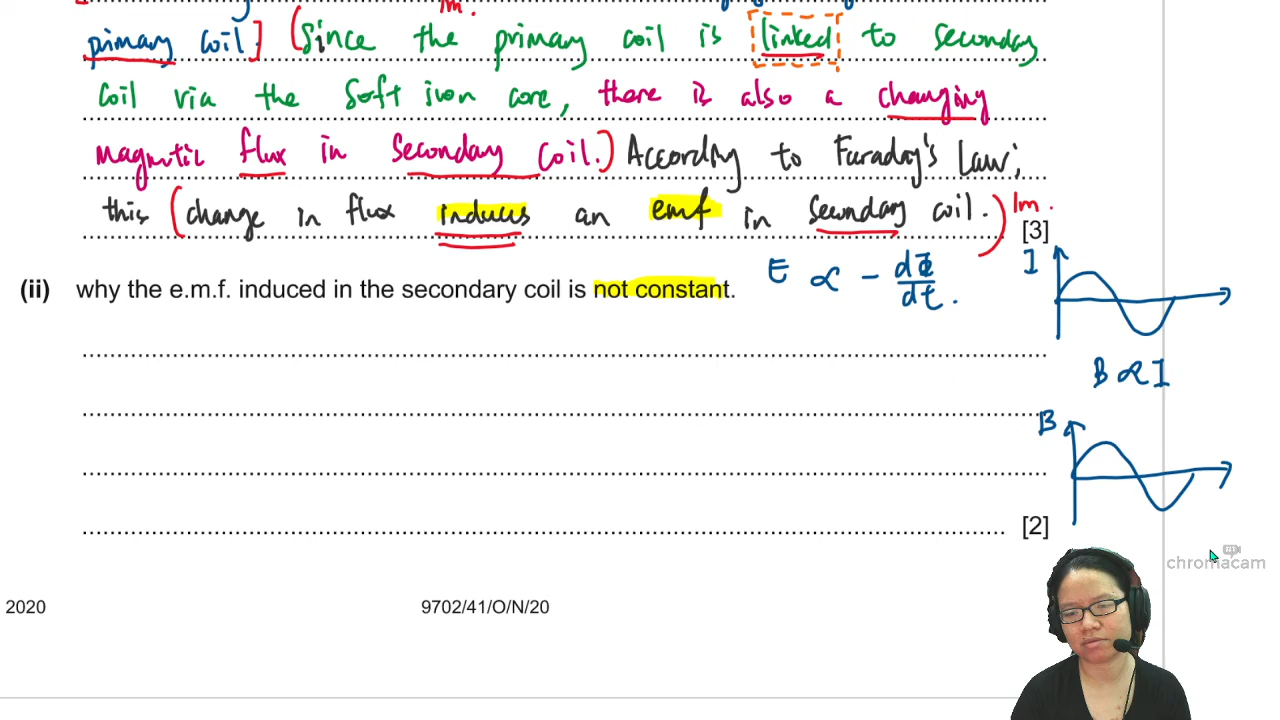 1m.
primary coil.] (Since the primary coil is linked to secondary
coil via the soft iron core, there is also a changing
magnetic flux in secondary coil.) According to Faraday's Law,
this (change in flux induces an emf in secondary coil.) 1m.
[3]
(ii) why the e.m.f. induced in the secondary coil is not constant.
E ∝ - dΦ/dt.
I
B ∝ I
B
[2]
chromacam
2020
9702/41/O/N/20